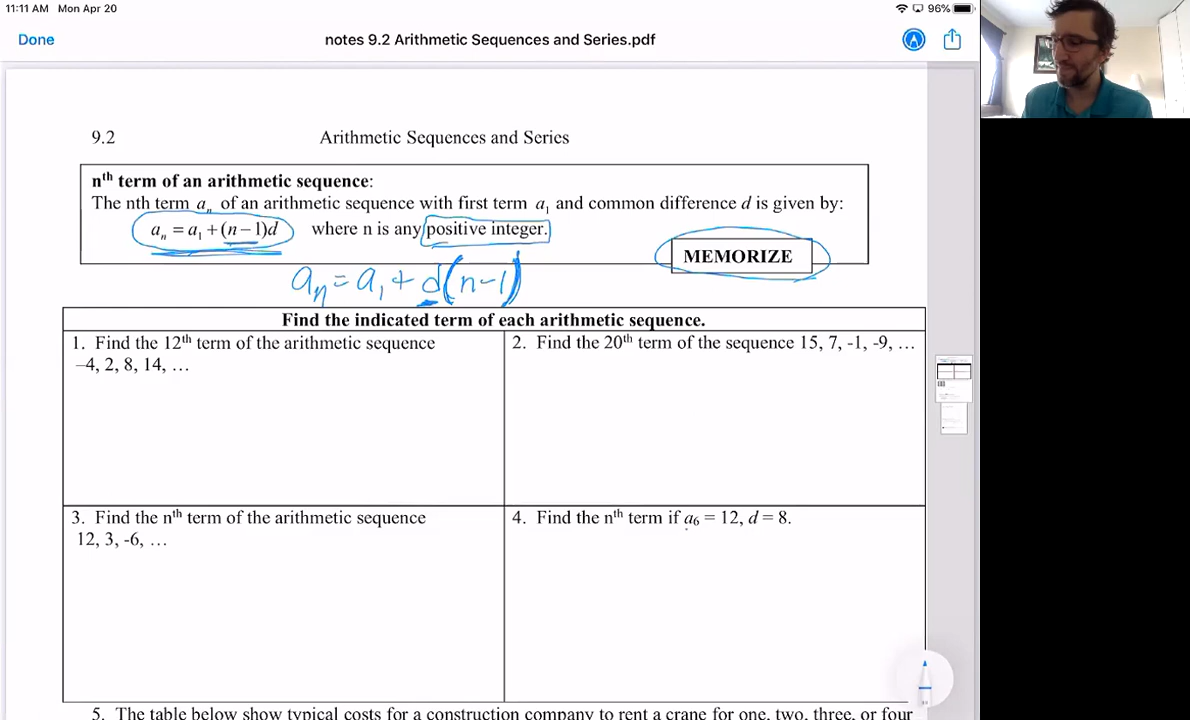 11:11 AM Mon Apr 20 96%
Done notes 9.2 Arithmetic Sequences and Series.pdf
9.2 Arithmetic Sequences and Series
nth term of an arithmetic sequence:
The nth term aₙ of an arithmetic sequence with first term a₁ and common difference d is given by:
aₙ = a₁ + (n − 1)d where n is any positive integer.
MEMORIZE
aₙ = a₁ + d(n−1)
Find the indicated term of each arithmetic sequence.
1. Find the 12th term of the arithmetic sequence
–4, 2, 8, 14, …
2. Find the 20th term of the sequence 15, 7, -1, -9, …
3. Find the nth term of the arithmetic sequence
12, 3, -6, …
4. Find the nth term if a₆ = 12, d = 8.
5. The table below show typical costs for a construction company to rent a crane for one, two, three, or four